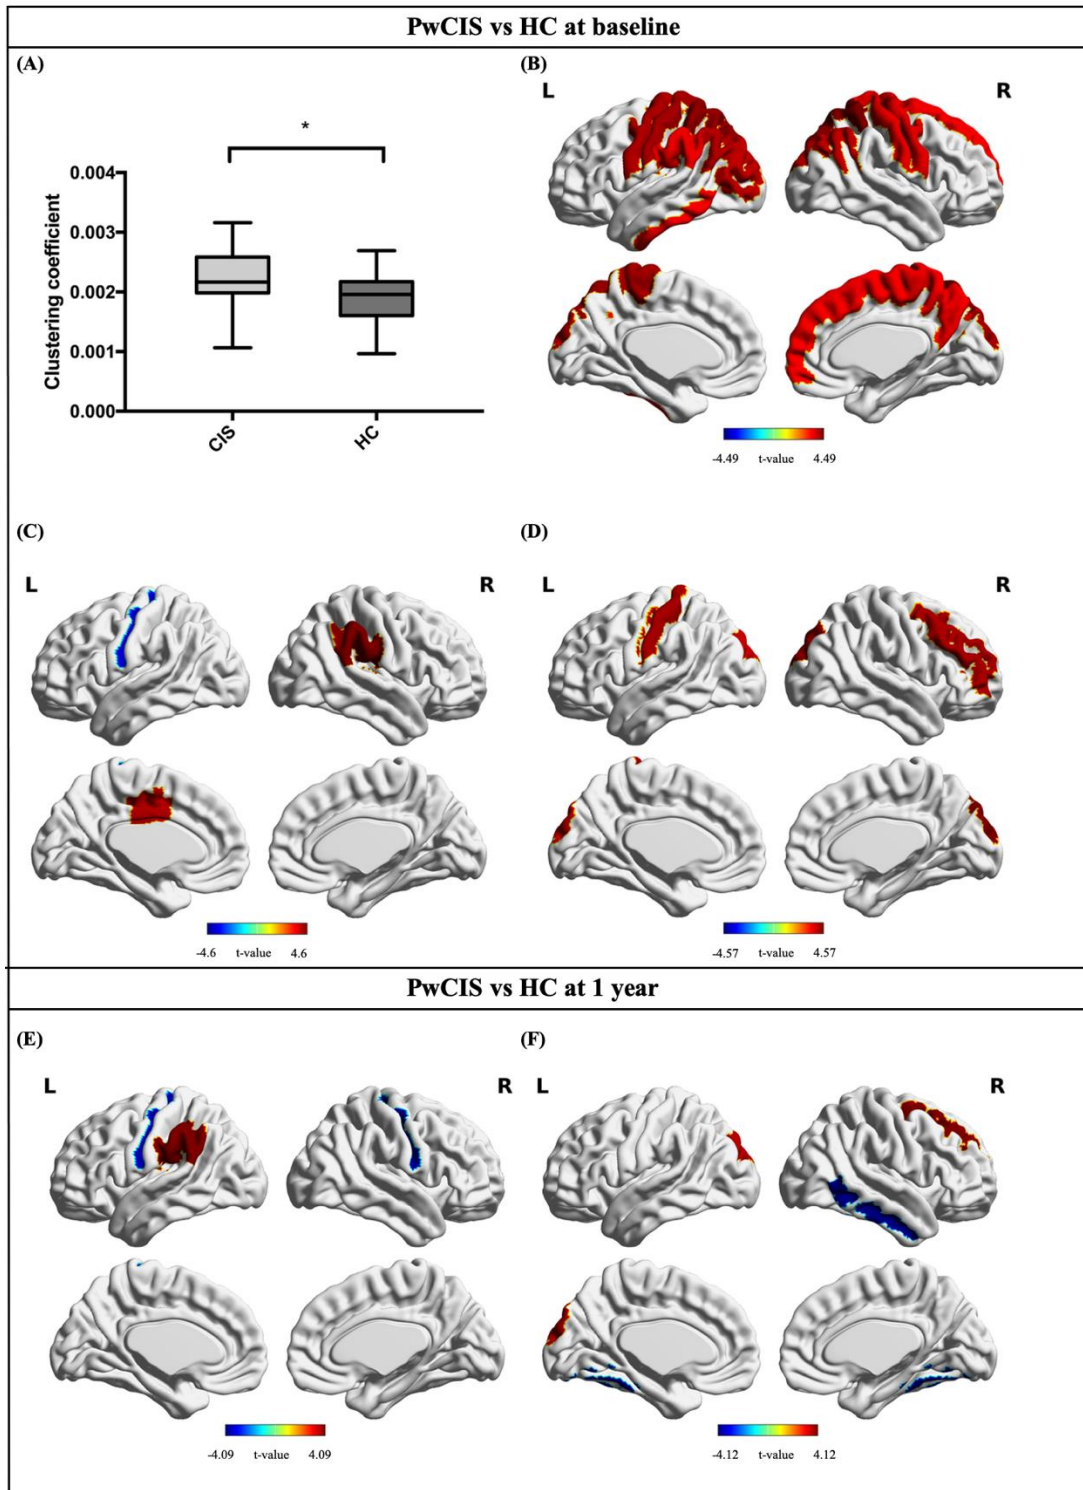 PwCIS vs HC at baseline
(A)
*
Clustering coefficient
0.004
0.003
0.002
0.001
0.000
CIS
HC
(B)
L
R
-4.49 t-value 4.49
(C)
L
R
-4.6 t-value 4.6
(D)
L
R
-4.57 t-value 4.57
PwCIS vs HC at 1 year
(E)
L
R
-4.09 t-value 4.09
(F)
L
R
-4.12 t-value 4.12